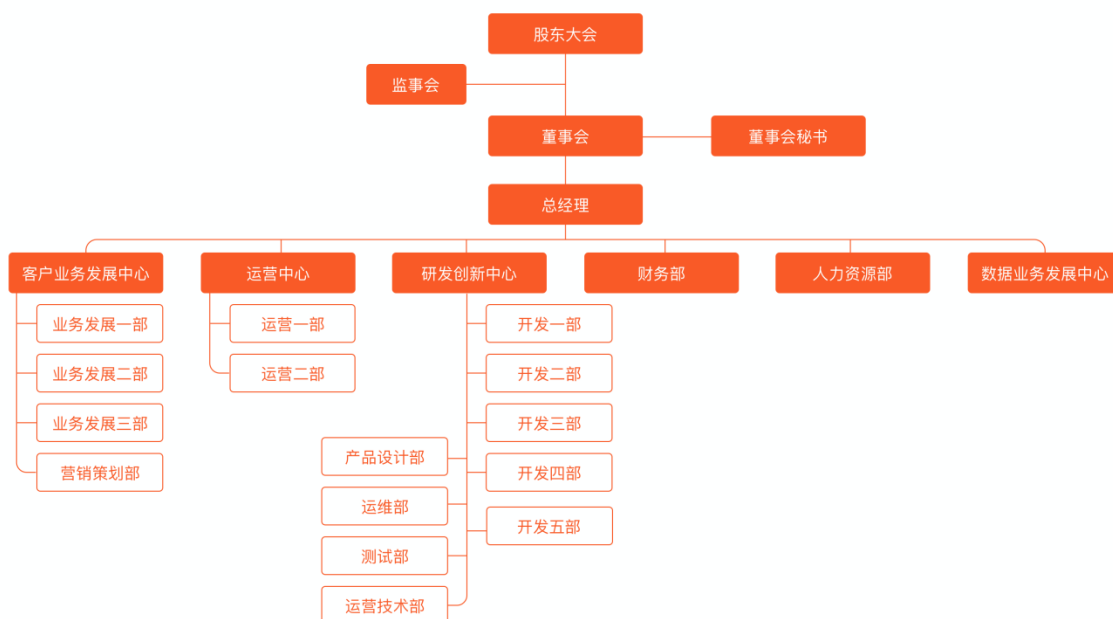 股东大会
监事会
董事会
董事会秘书
总经理
客户业务发展中心
运营中心
研发创新中心
财务部
人力资源部
数据业务发展中心
业务发展一部
运营一部
开发一部
业务发展二部
运营二部
开发二部
业务发展三部
开发三部
产品设计部
营销策划部
开发四部
运维部
开发五部
测试部
运营技术部